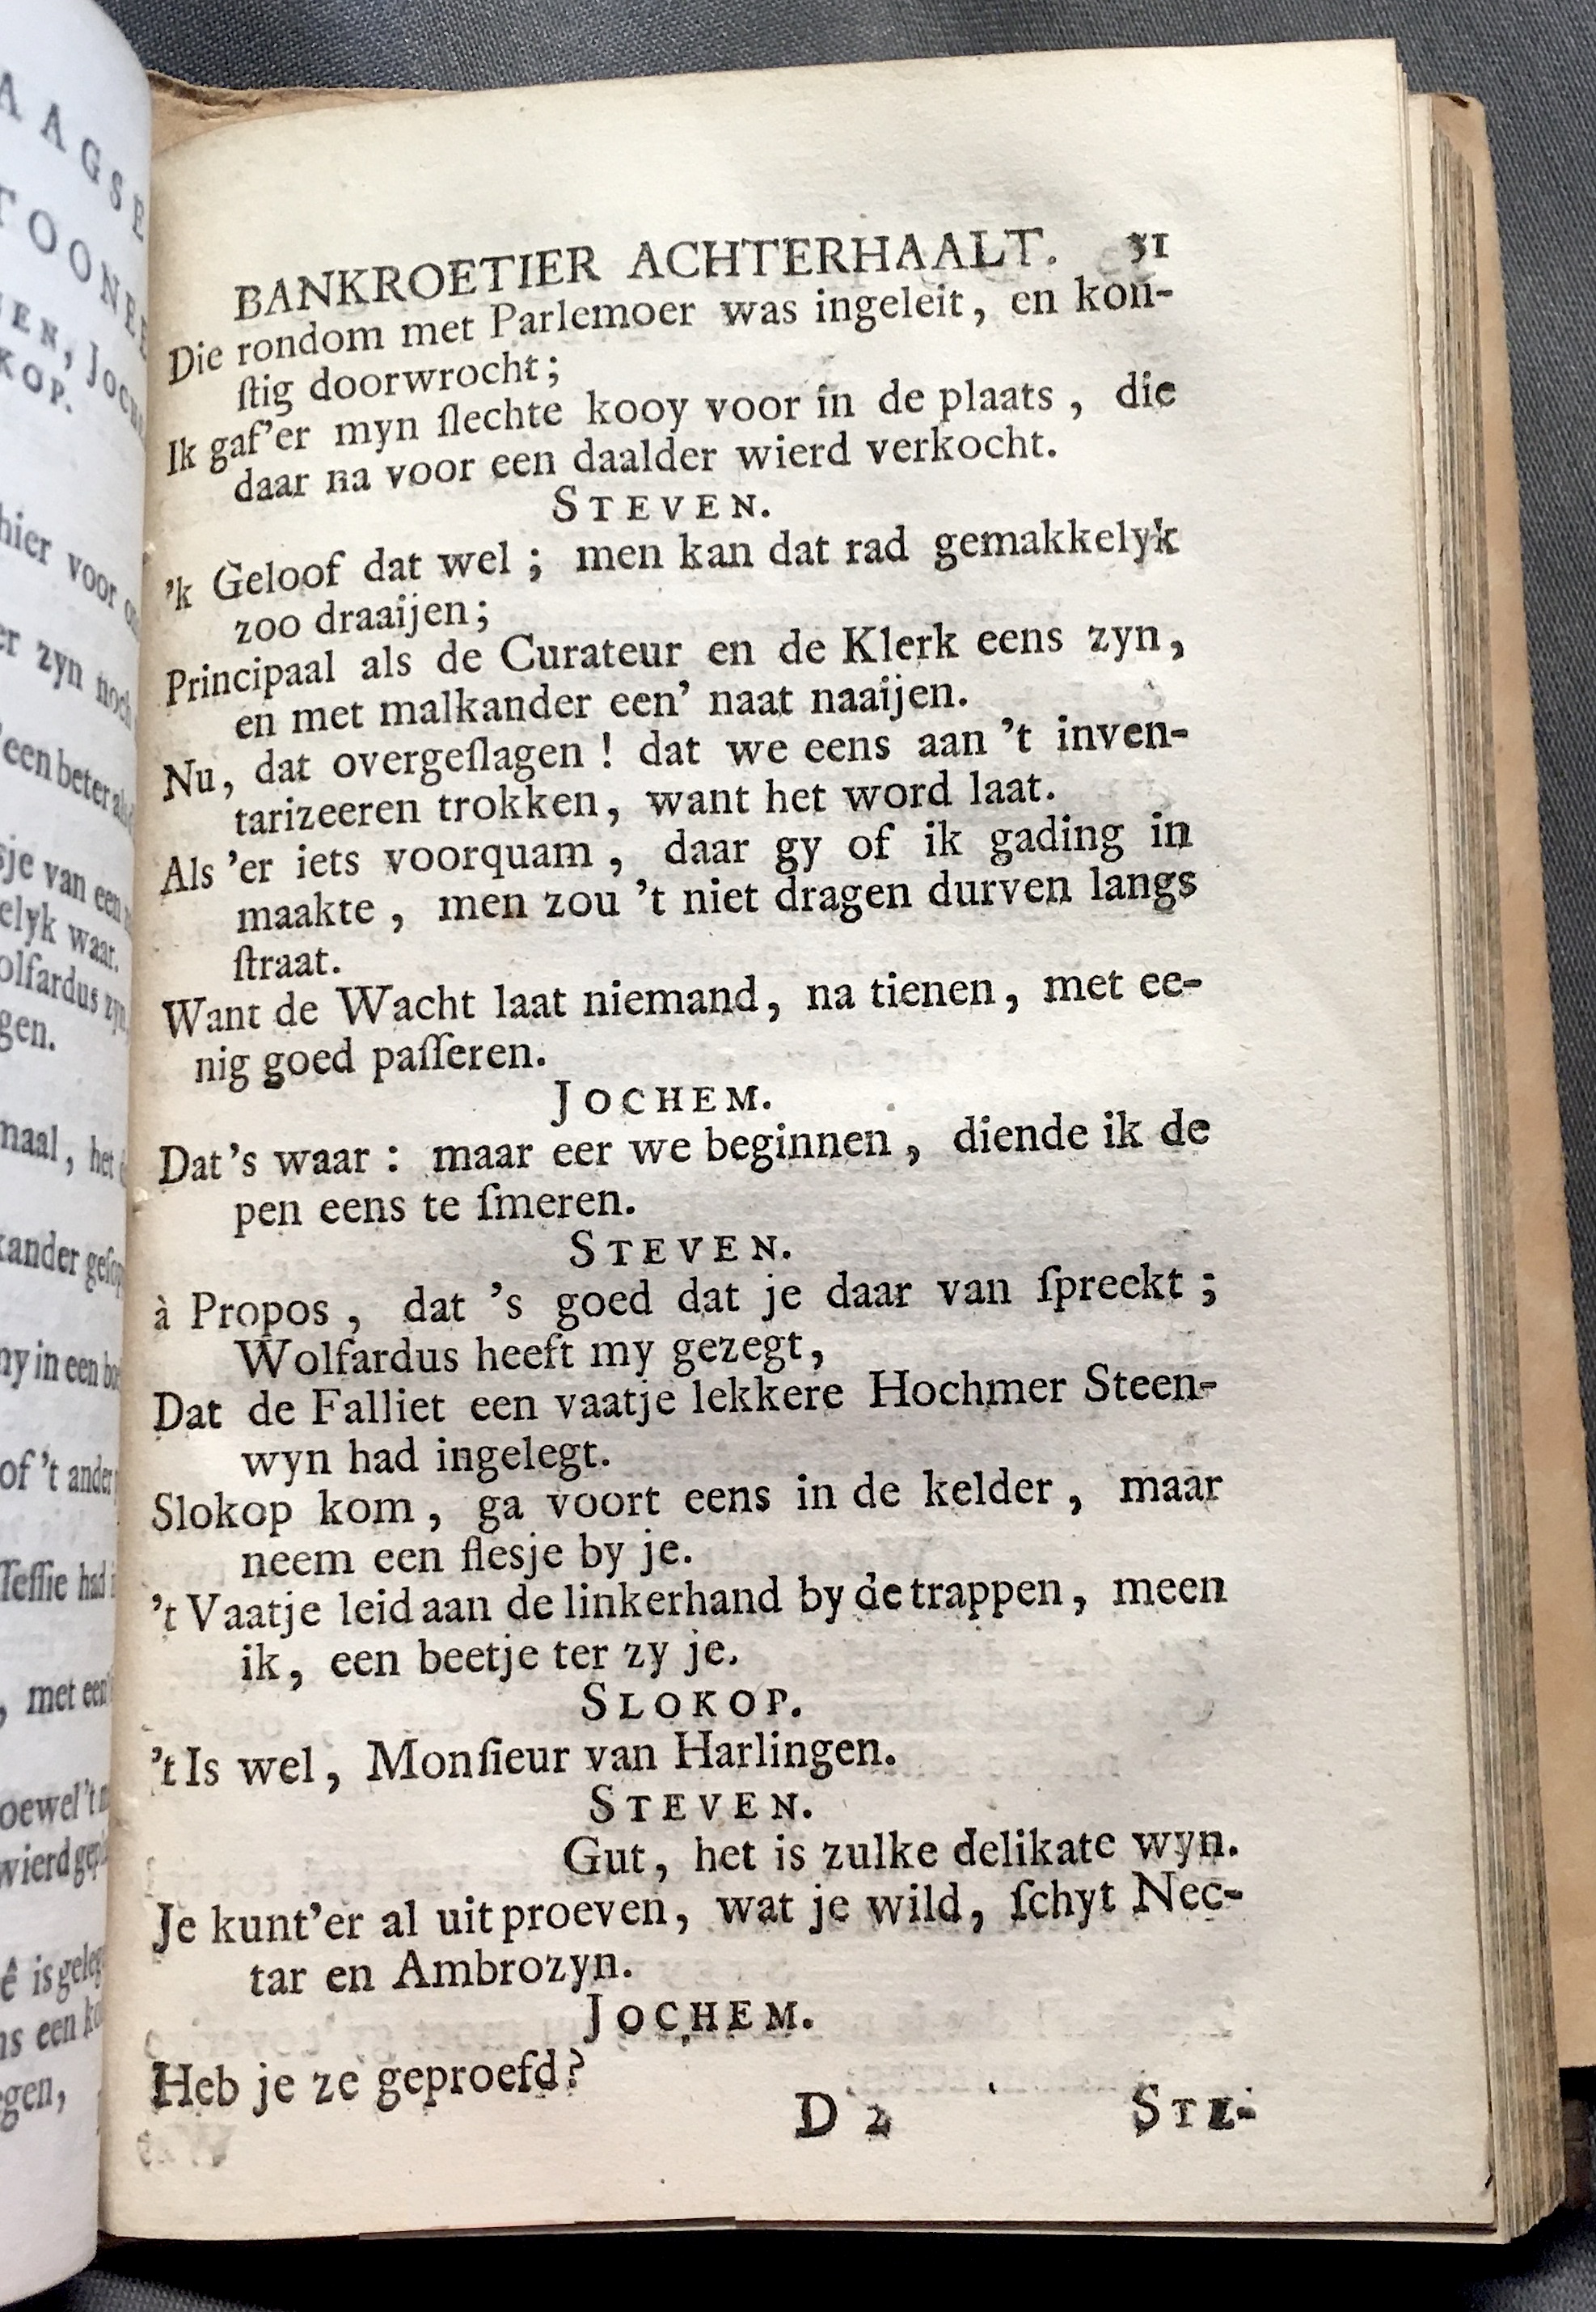 BANKROETIER ACHTERHAALT. 51
Die rondom met Parlemoer was ingeleit, en kon-
ſtig doorwrocht;
Ik gaf'er myn ſlechte kooy voor in de plaats, die
daar na voor een daalder wierd verkocht.
STEVEN.
'k Geloof dat wel; men kan dat rad gemakkelyk
zoo draaijen;
Principaal als de Curateur en de Klerk eens zyn,
en met malkander een' naat naaijen.
Nu, dat overgeſlagen! dat we eens aan 't inven-
tarizeeren trokken, want het word laat.
Als 'er iets voorquam, daar gy of ik gading in
maakte, men zou 't niet dragen durven langs
ſtraat.
Want de Wacht laat niemand, na tienen, met ee-
nig goed paſſeren.
JOCHEM.
Dat's waar: maar eer we beginnen, diende ik de
pen eens te ſmeren.
STEVEN.
à Propos, dat 's goed dat je daar van ſpreekt;
Wolfardus heeft my gezegt,
Dat de Falliet een vaatje lekkere Hochmer Steen-
wyn had ingelegt.
Slokop kom, ga voort eens in de kelder, maar
neem een flesje by je.
't Vaatje leid aan de linkerhand by de trappen, meen
ik, een beetje ter zy je.
SLOKOP.
't Is wel, Monſieur van Harlingen.
STEVEN.
Gut, het is zulke delikate wyn.
Je kunt'er al uit proeven, wat je wild, ſchyt Nec-
tar en Ambrozyn.
JOCHEM.
Heb je ze geproefd?
D 2 STE-